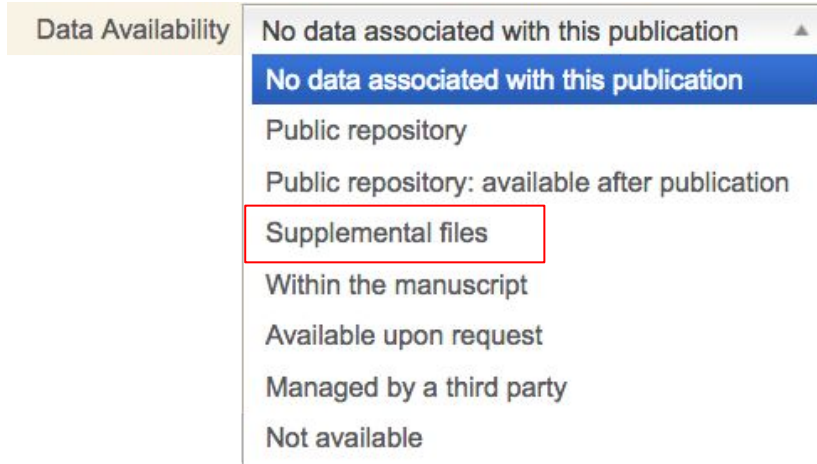 Data Availability No data associated with this publication
No data associated with this publication
Public repository
Public repository: available after publication
Supplemental files
Within the manuscript
Available upon request
Managed by a third party
Not available